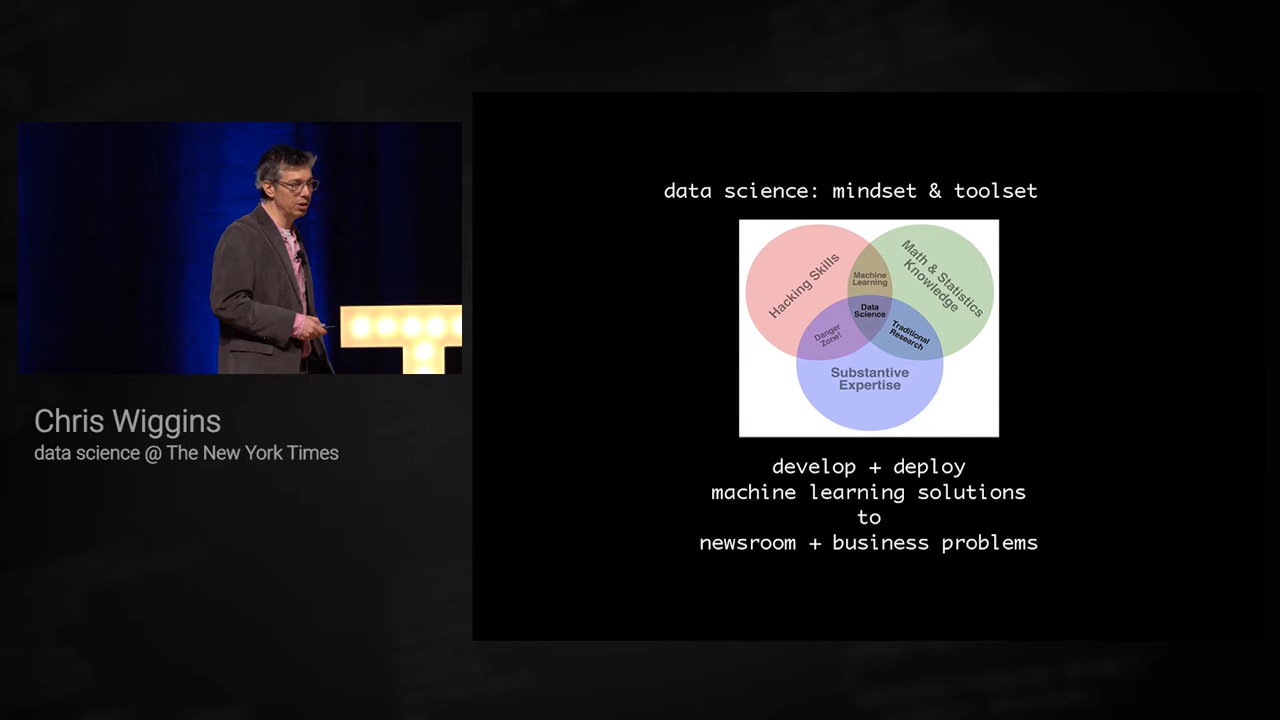 data science: mindset & toolset
Hacking Skills
Math & Statistics
Knowledge
Machine
Learning
Data
Science
Danger
Zone!
Traditional
Research
Substantive
Expertise
develop + deploy
machine learning solutions
to
newsroom + business problems
T
Chris Wiggins
data science @ The New York Times